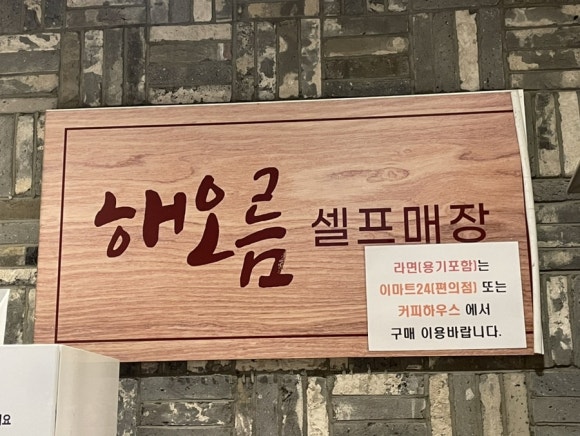 해오름 셀프매장
라면(용기포함)는
이마트24(편의점) 또는
커피하우스 에서
구매 이용바랍니다.
요